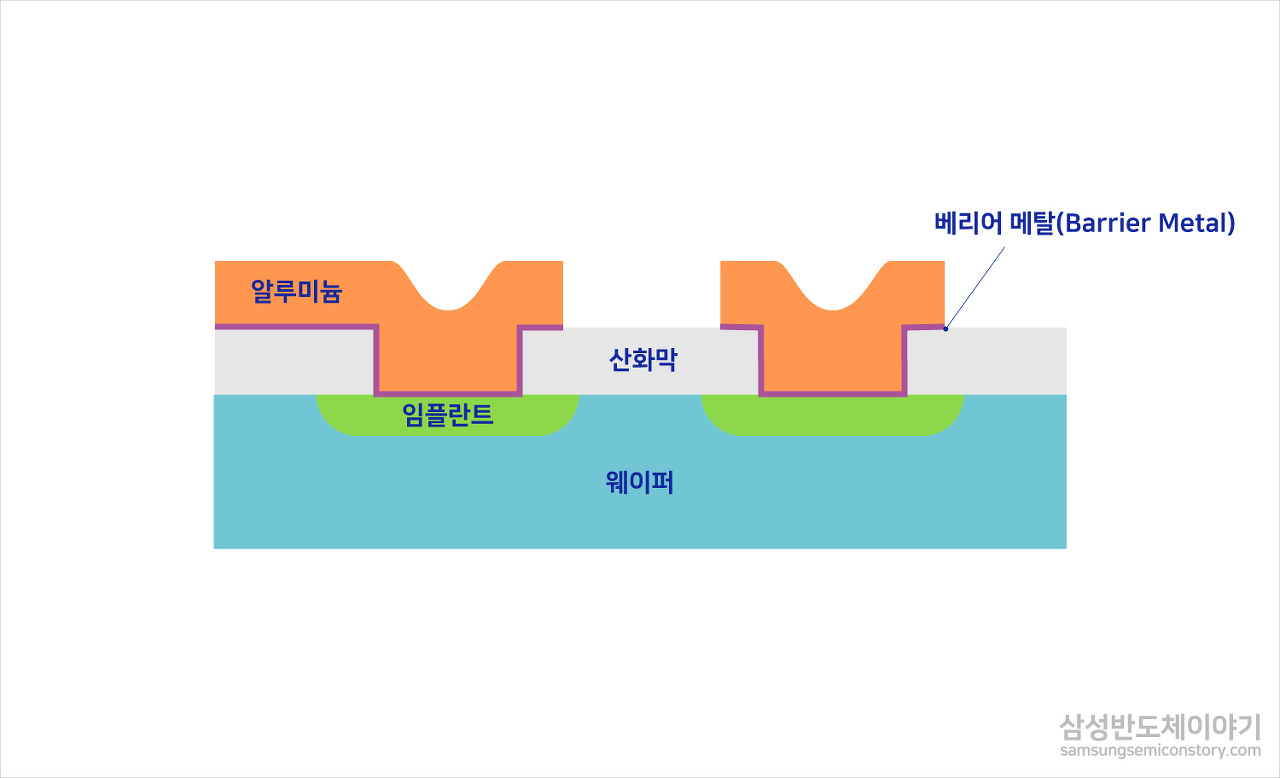 베리어 메탈(Barrier Metal)
알루미늄
산화막
임플란트
웨이퍼
삼성반도체이야기
samsungsemiconstory.com